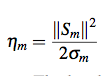 η_m = ||S_m||² / 2σ_m